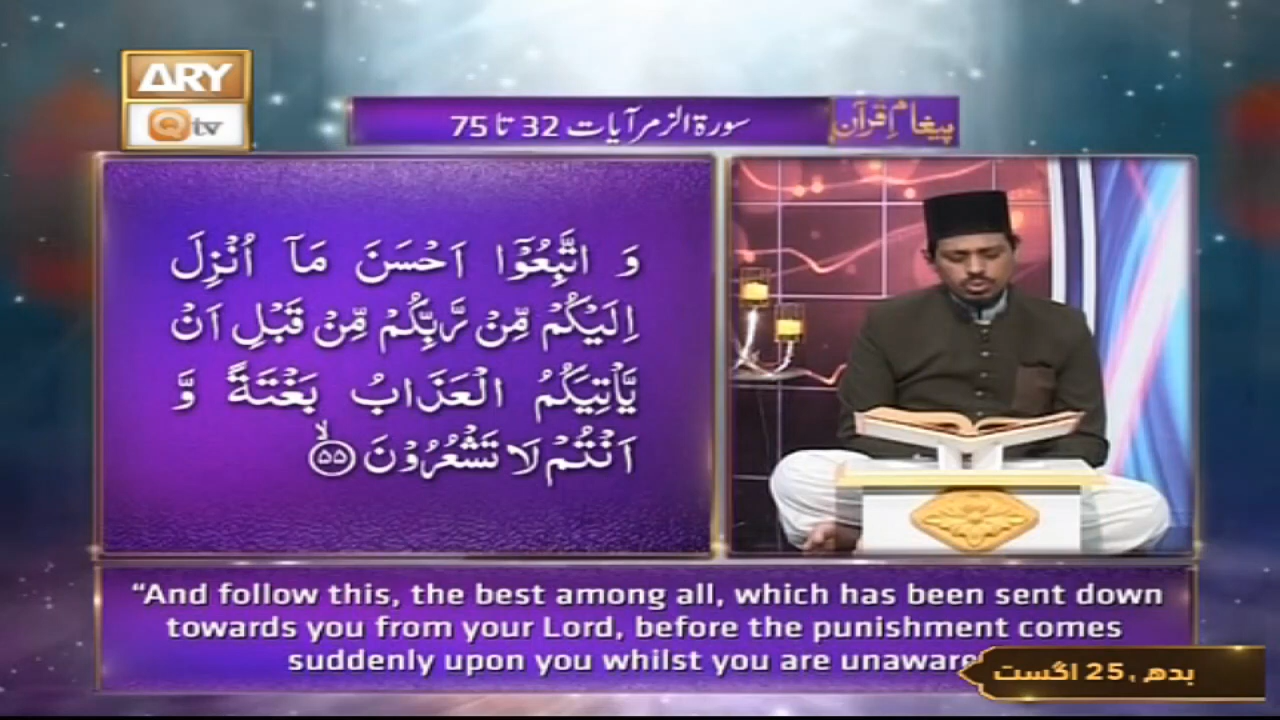 ARY
Qtv
پیغامِ قرآن
سورۃ الزمر آیات 32 تا 75
وَ اتَّبِعُوْۤا اَحْسَنَ مَاۤ اُنْزِلَ
اِلَیْكُمْ مِّنْ رَّبِّكُمْ مِّنْ قَبْلِ اَنْ
یَّاْتِیَكُمُ الْعَذَابُ بَغْتَةً وَّ
اَنْتُمْ لَا تَشْعُرُوْنَۙ ۵۵
“And follow this, the best among all, which has been sent down
towards you from your Lord, before the punishment comes
suddenly upon you whilst you are unaware
بدھ، 25 اگست